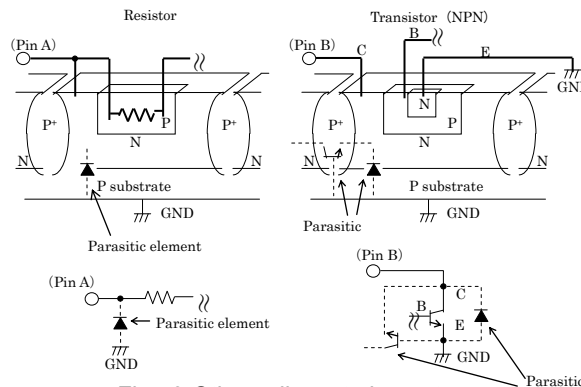 Resistor
Transistor (NPN)
(Pin A)
(Pin B)
C
B
E
GND
P⁺
P
N
P⁺
N
N
P substrate
GND
Parasitic element
P⁺
N
P
N
P⁺
N
N
P substrate
GND
Parasitic
(Pin A)
Parasitic element
GND
(Pin B)
C
B
E
GND
Parasitic